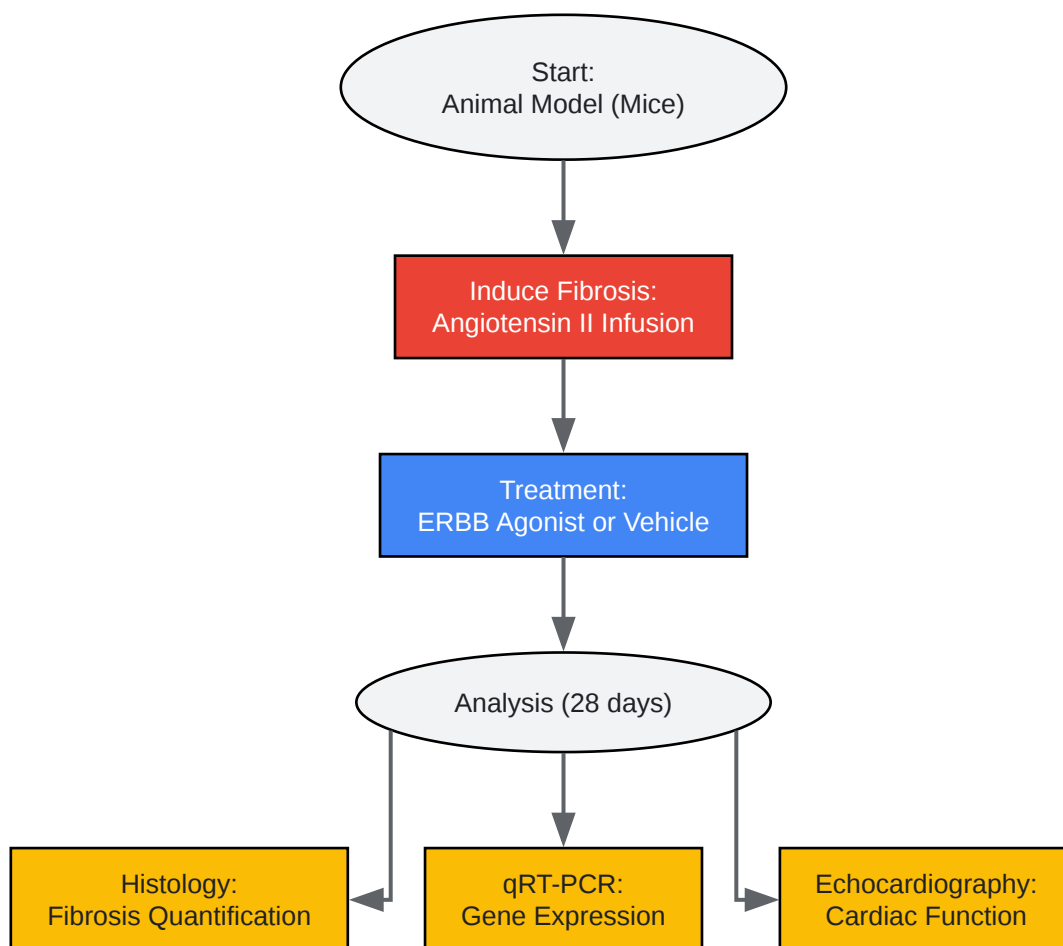 Start:
Animal Model (Mice)
Induce Fibrosis:
Angiotensin II Infusion
Treatment:
ERBB Agonist or Vehicle
Analysis (28 days)
Histology:
Fibrosis Quantification
qRT-PCR:
Gene Expression
Echocardiography:
Cardiac Function